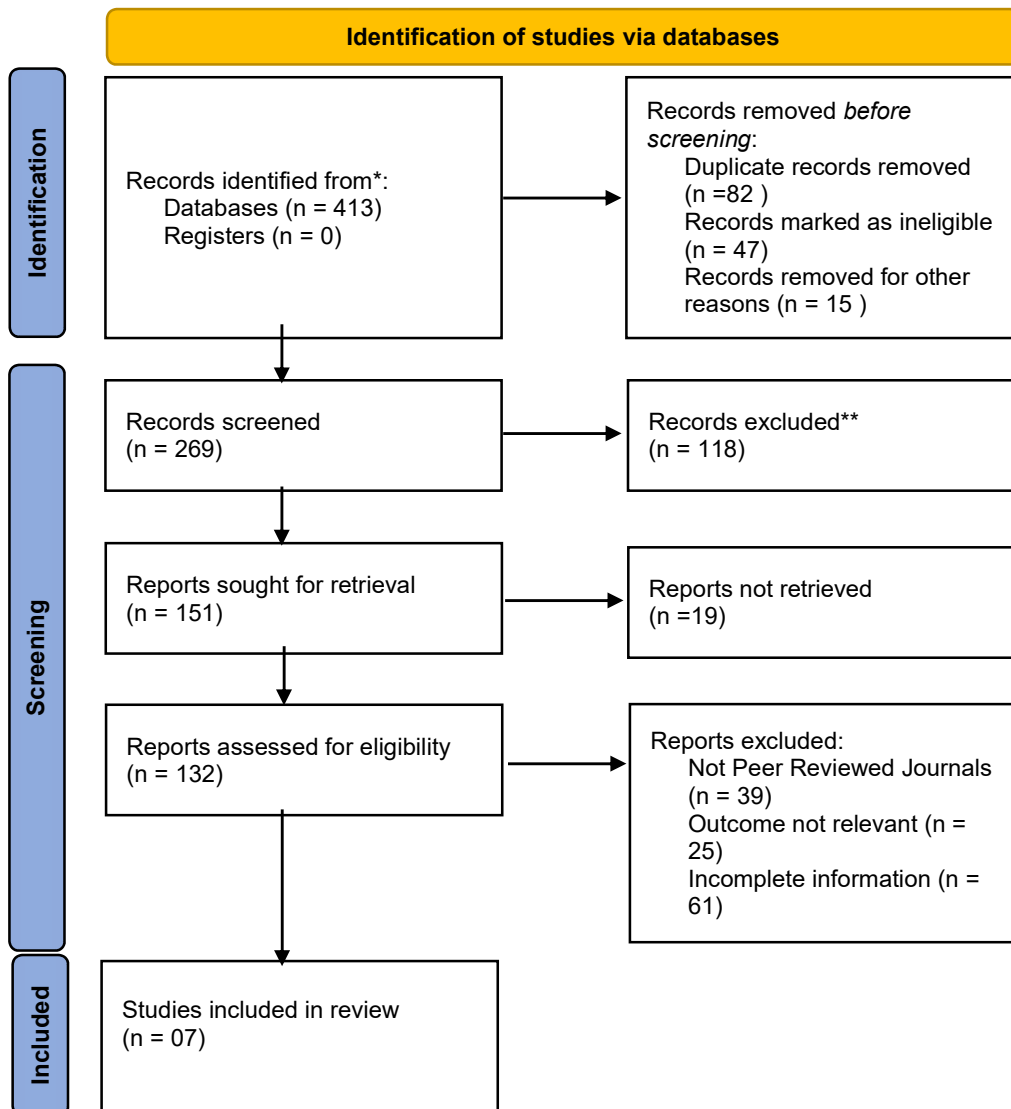 Identification of studies via databases
Identification
Records identified from*:
Databases (n = 413)
Registers (n = 0)
Records removed before
screening:
Duplicate records removed
(n =82 )
Records marked as ineligible
(n = 47)
Records removed for other
reasons (n = 15 )
Screening
Records screened
(n = 269)
Records excluded**
(n = 118)
Reports sought for retrieval
(n = 151)
Reports not retrieved
(n =19)
Reports assessed for eligibility
(n = 132)
Reports excluded:
Not Peer Reviewed Journals
(n = 39)
Outcome not relevant (n =
25)
Incomplete information (n =
61)
Included
Studies included in review
(n = 07)